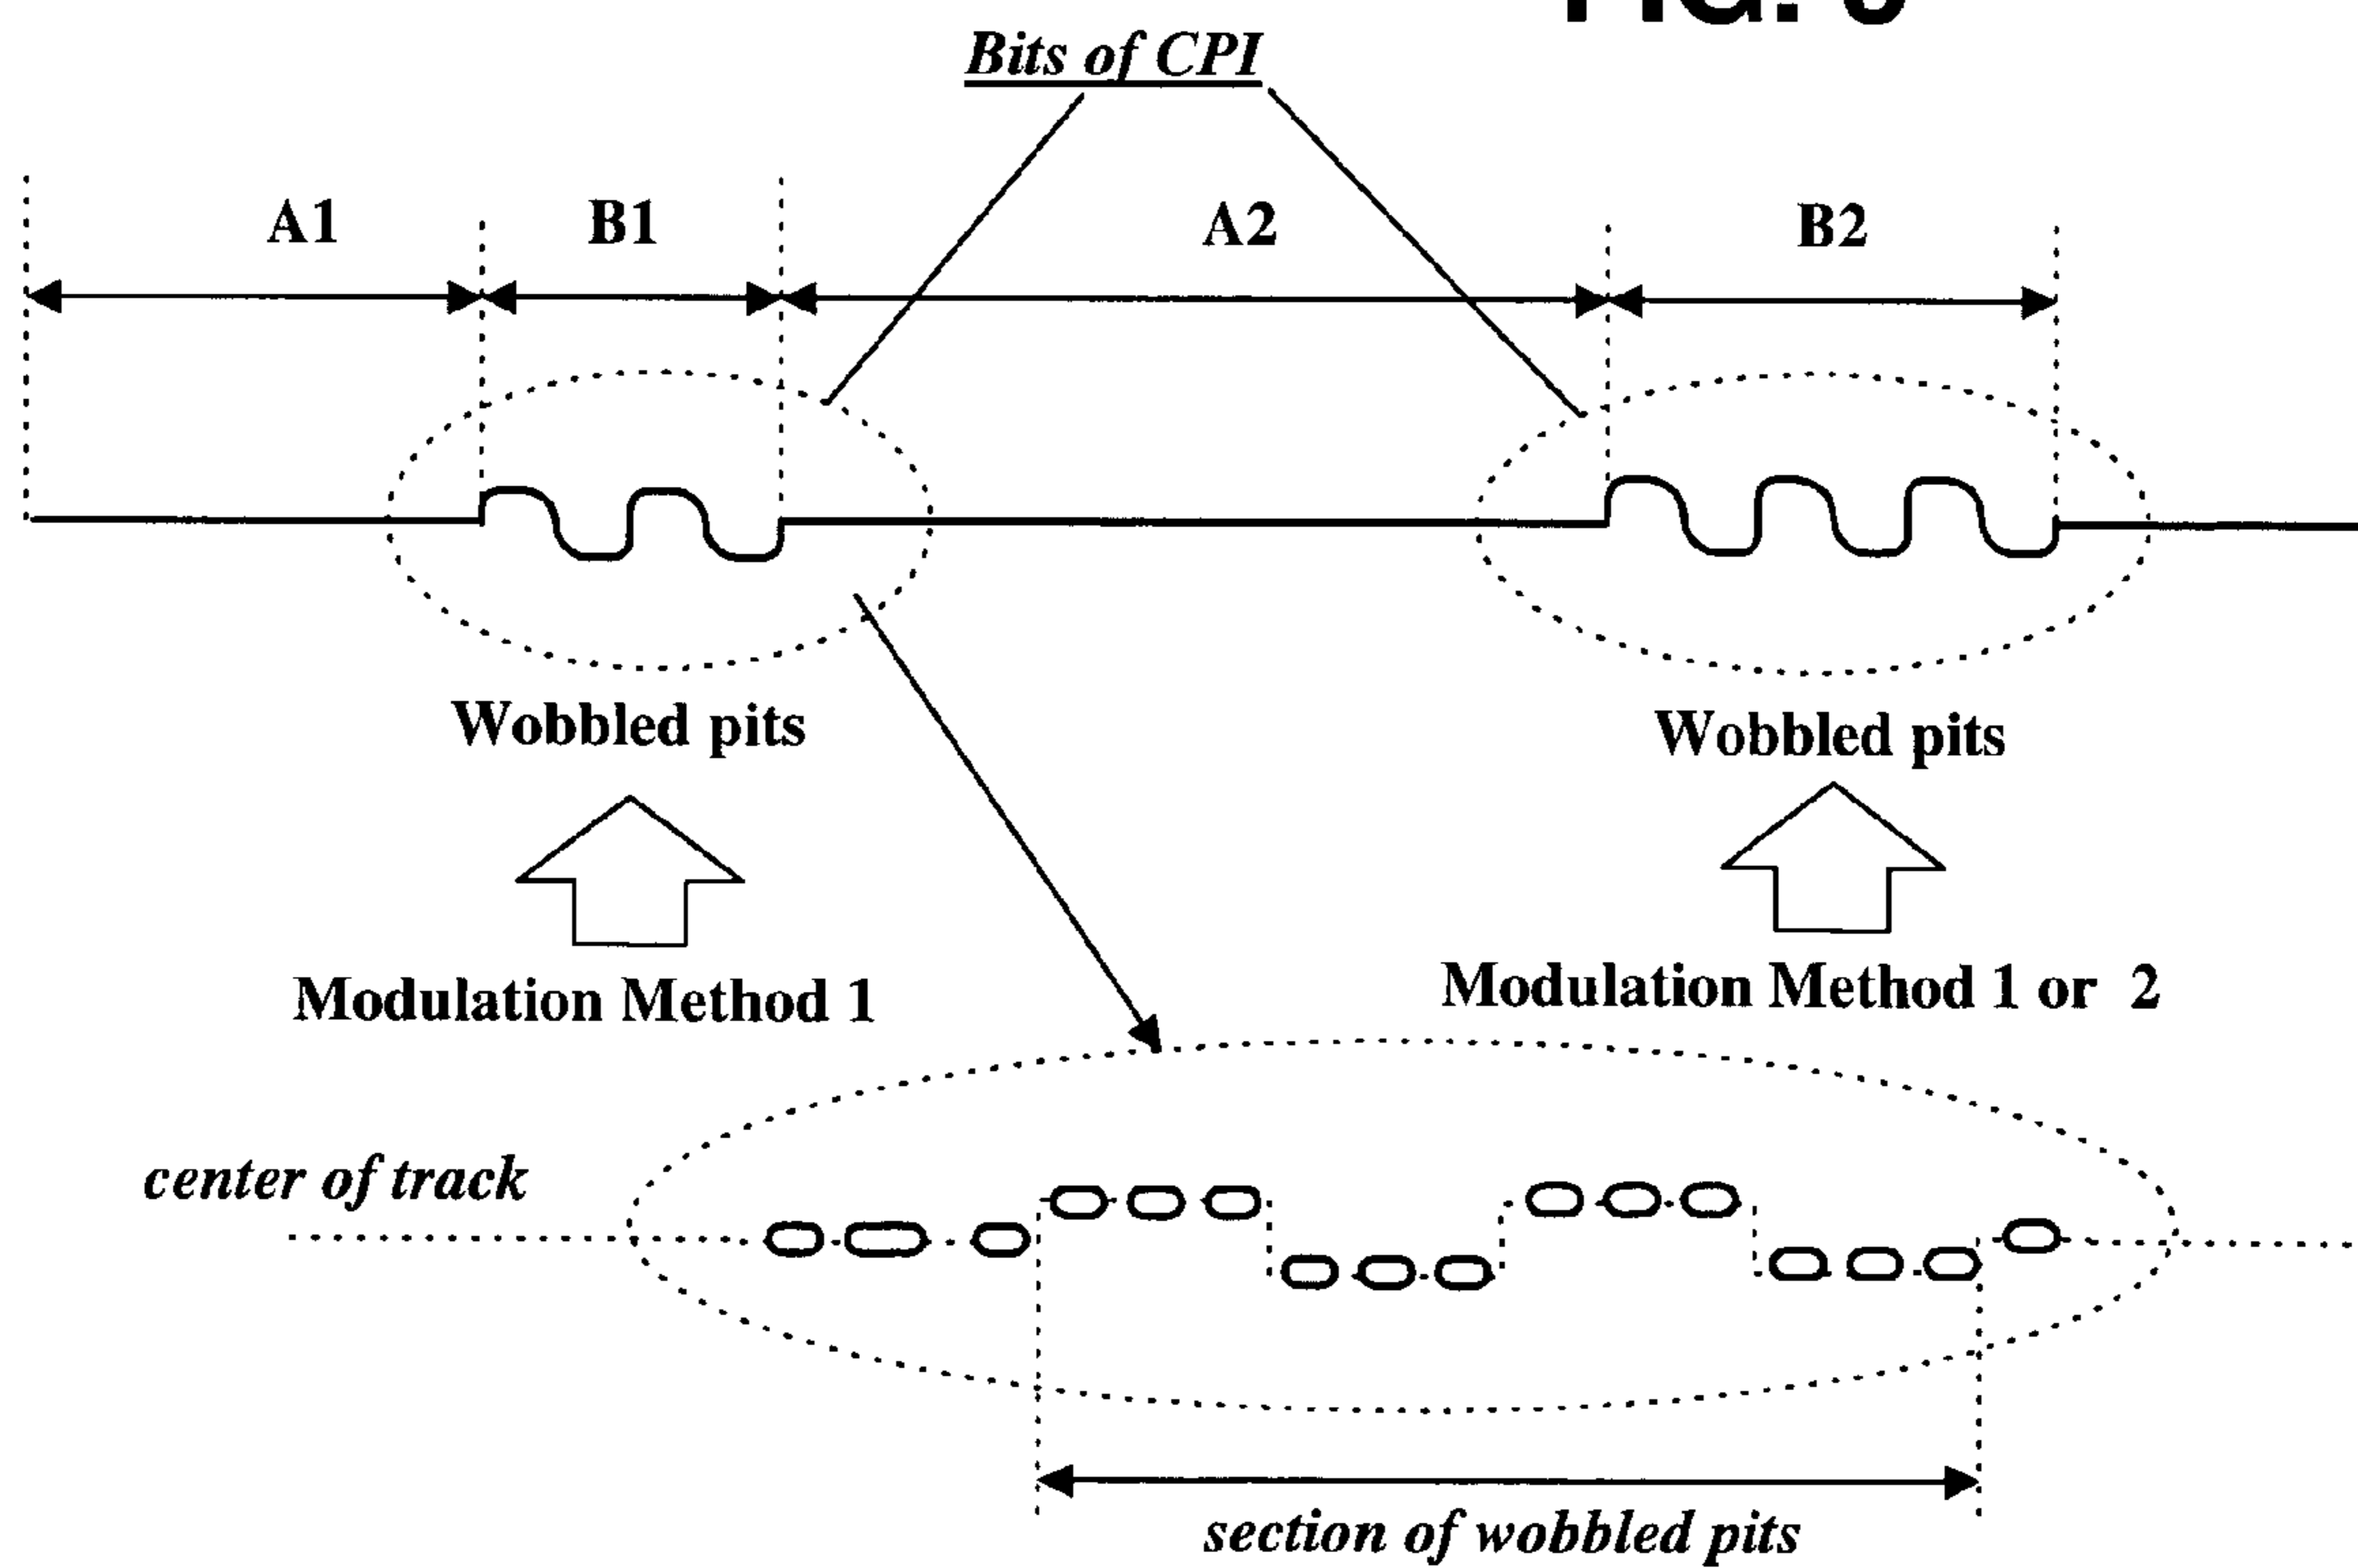 FIG.
Bits of CPI
A1
B1
A2
B2
Wobbled pits
Wobbled pits
Modulation Method 1
Modulation Method 1 or 2
center of track
section of wobbled pits